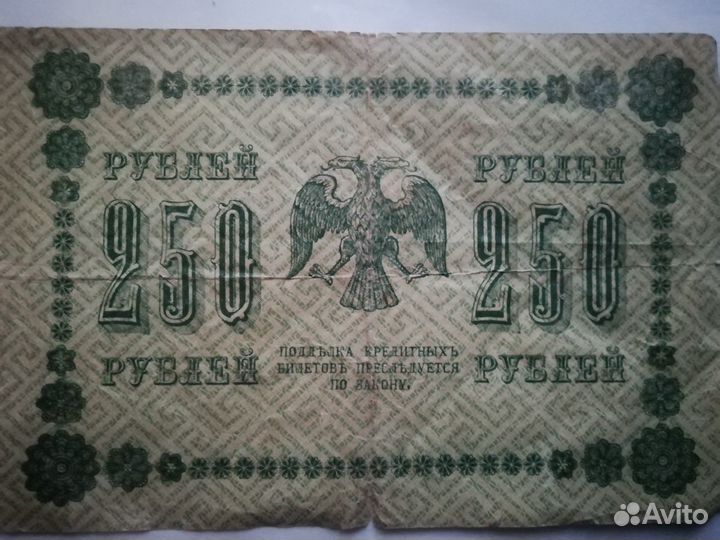 РУБЛЕЙ
250
РУБЛЕЙ
ПОДДѢЛКА КРЕДИТНЫХЪ
БИЛЕТОВЪ ПРЕСЛѢДУЕТСЯ
ПО ЗАКОНУ.
РУБЛЕЙ
250
РУБЛЕЙ
Avito